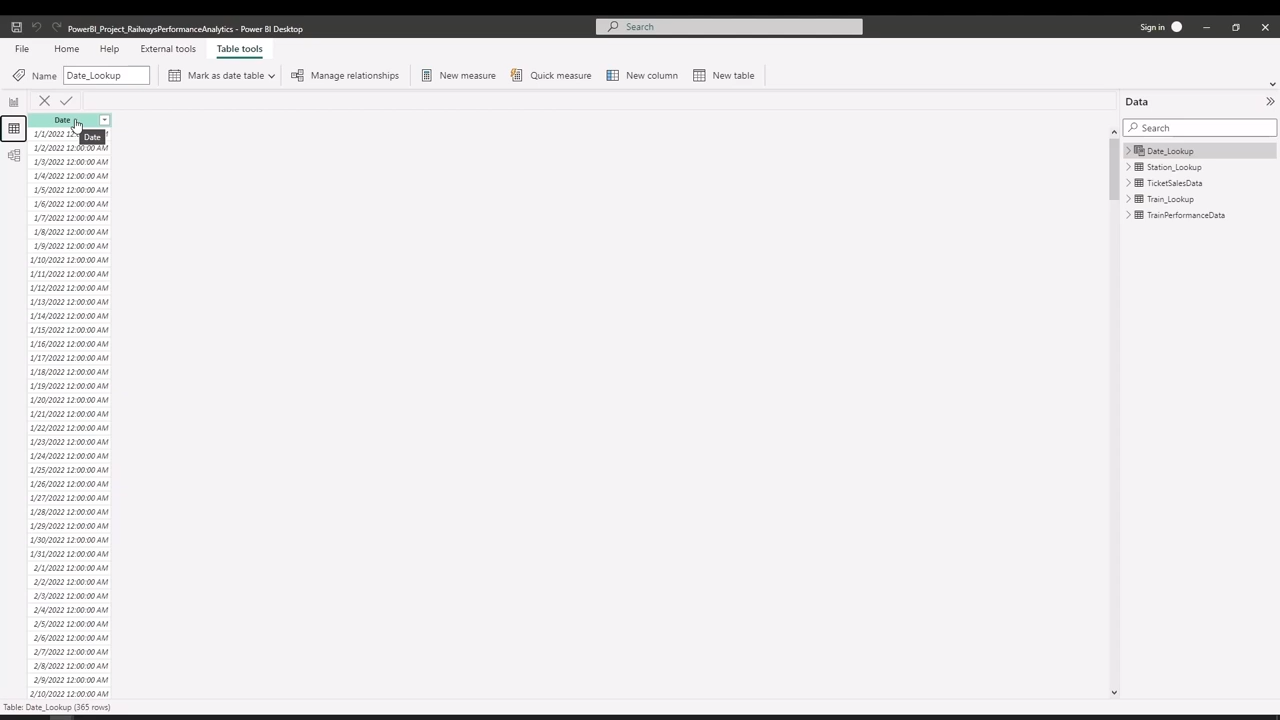 PowerBI_Project_RailwaysPerformanceAnalytics - Power BI Desktop
Search
Sign in
File
Home
Help
External tools
Table tools
Name
Date_Lookup
Mark as date table
Manage relationships
New measure
Quick measure
New column
New table
Date
Date
1/1/2022
1/2/2022 12:00:00 AM
1/3/2022 12:00:00 AM
1/4/2022 12:00:00 AM
1/5/2022 12:00:00 AM
1/6/2022 12:00:00 AM
1/7/2022 12:00:00 AM
1/8/2022 12:00:00 AM
1/9/2022 12:00:00 AM
1/10/2022 12:00:00 AM
1/11/2022 12:00:00 AM
1/12/2022 12:00:00 AM
1/13/2022 12:00:00 AM
1/14/2022 12:00:00 AM
1/15/2022 12:00:00 AM
1/16/2022 12:00:00 AM
1/17/2022 12:00:00 AM
1/18/2022 12:00:00 AM
1/19/2022 12:00:00 AM
1/20/2022 12:00:00 AM
1/21/2022 12:00:00 AM
1/22/2022 12:00:00 AM
1/23/2022 12:00:00 AM
1/24/2022 12:00:00 AM
1/25/2022 12:00:00 AM
1/26/2022 12:00:00 AM
1/27/2022 12:00:00 AM
1/28/2022 12:00:00 AM
1/29/2022 12:00:00 AM
1/30/2022 12:00:00 AM
1/31/2022 12:00:00 AM
2/1/2022 12:00:00 AM
2/2/2022 12:00:00 AM
2/3/2022 12:00:00 AM
2/4/2022 12:00:00 AM
2/5/2022 12:00:00 AM
2/6/2022 12:00:00 AM
2/7/2022 12:00:00 AM
2/8/2022 12:00:00 AM
2/9/2022 12:00:00 AM
2/10/2022 12:00:00 AM
Data
Search
Date_Lookup
Station_Lookup
TicketSalesData
Train_Lookup
TrainPerformanceData
Table: Date_Lookup (365 rows)